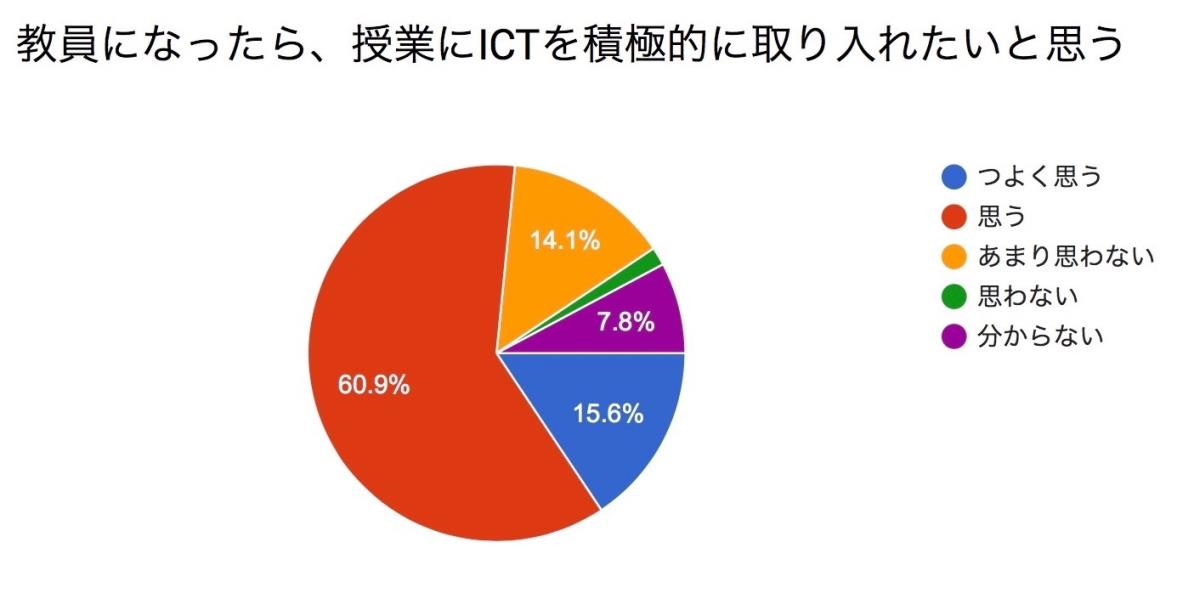 教員になったら、授業にICTを積極的に取り入れたいと思う
つよく思う
思う
あまり思わない
思わない
分からない
14.1%
7.8%
60.9%
15.6%